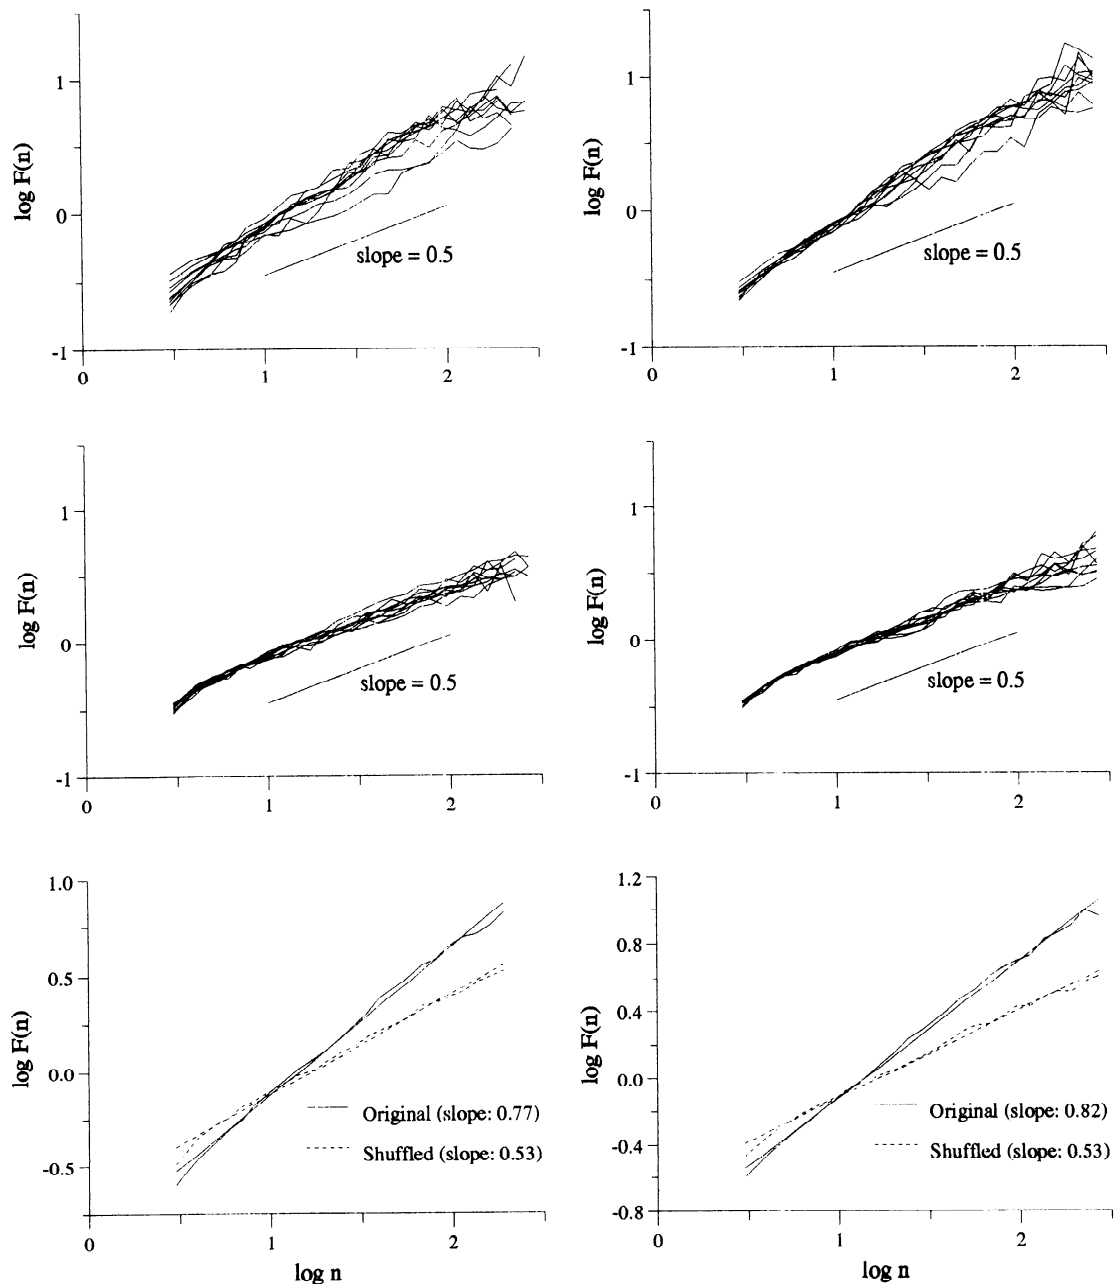 1
0
-1
log F(n)
slope = 0.5
0
1
2
1
0
-1
log F(n)
slope = 0.5
0
1
2
1
0
-1
log F(n)
slope = 0.5
0
1
2
1
0
-1
log F(n)
slope = 0.5
0
1
2
1.0
0.5
0.0
-0.5
log F(n)
Original (slope: 0.77)
Shuffled (slope: 0.53)
0
1
2
log n
1.2
0.8
0.4
0.0
-0.4
-0.8
log F(n)
Original (slope: 0.82)
Shuffled (slope: 0.53)
0
1
2
log n